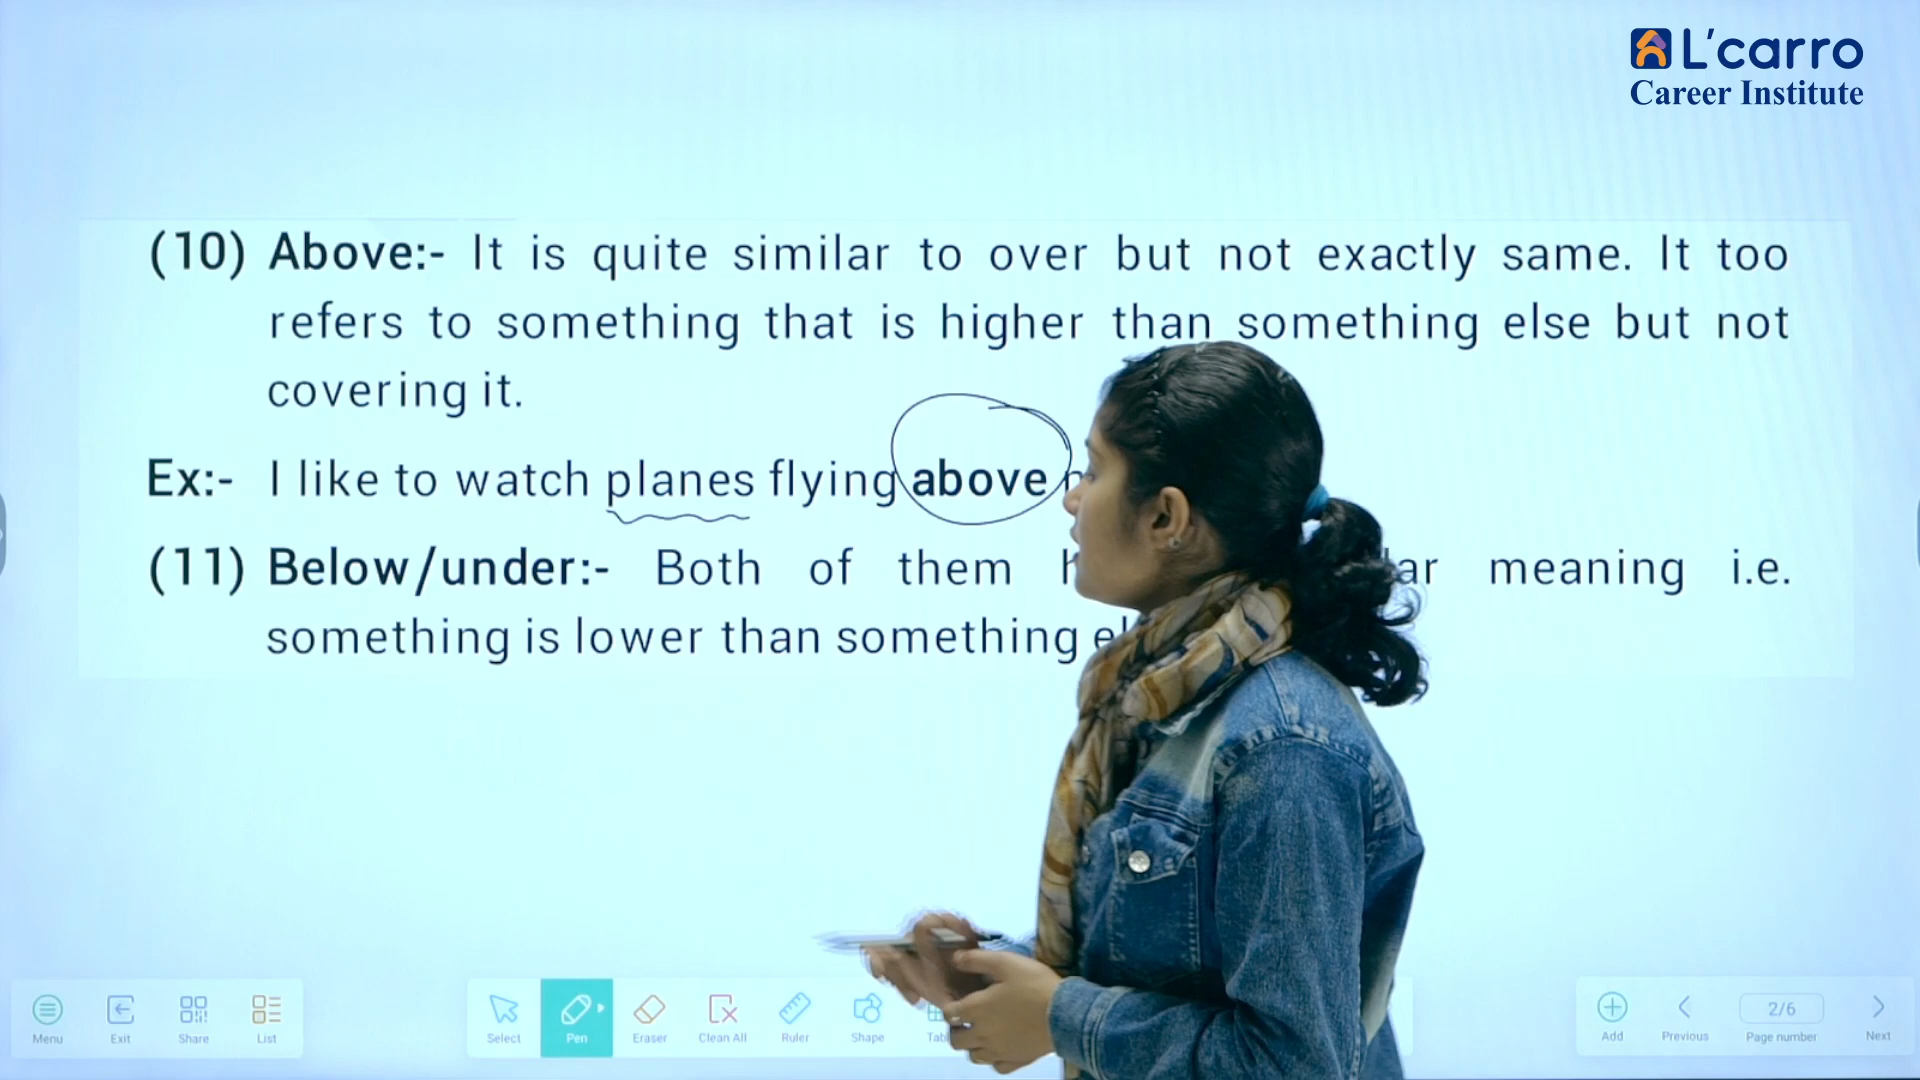 L'carro
Career Institute
(10) Above:- It is quite similar to over but not exactly same. It too
refers to something that is higher than something else but not
covering it.
Ex:- I like to watch planes flying above
(11) Below/under:- Both of them meaning i.e.
something is lower than something
Menu Exit Share List Select Pen Eraser Clean All Ruler Shape Add Previous 2/6 Page number Next